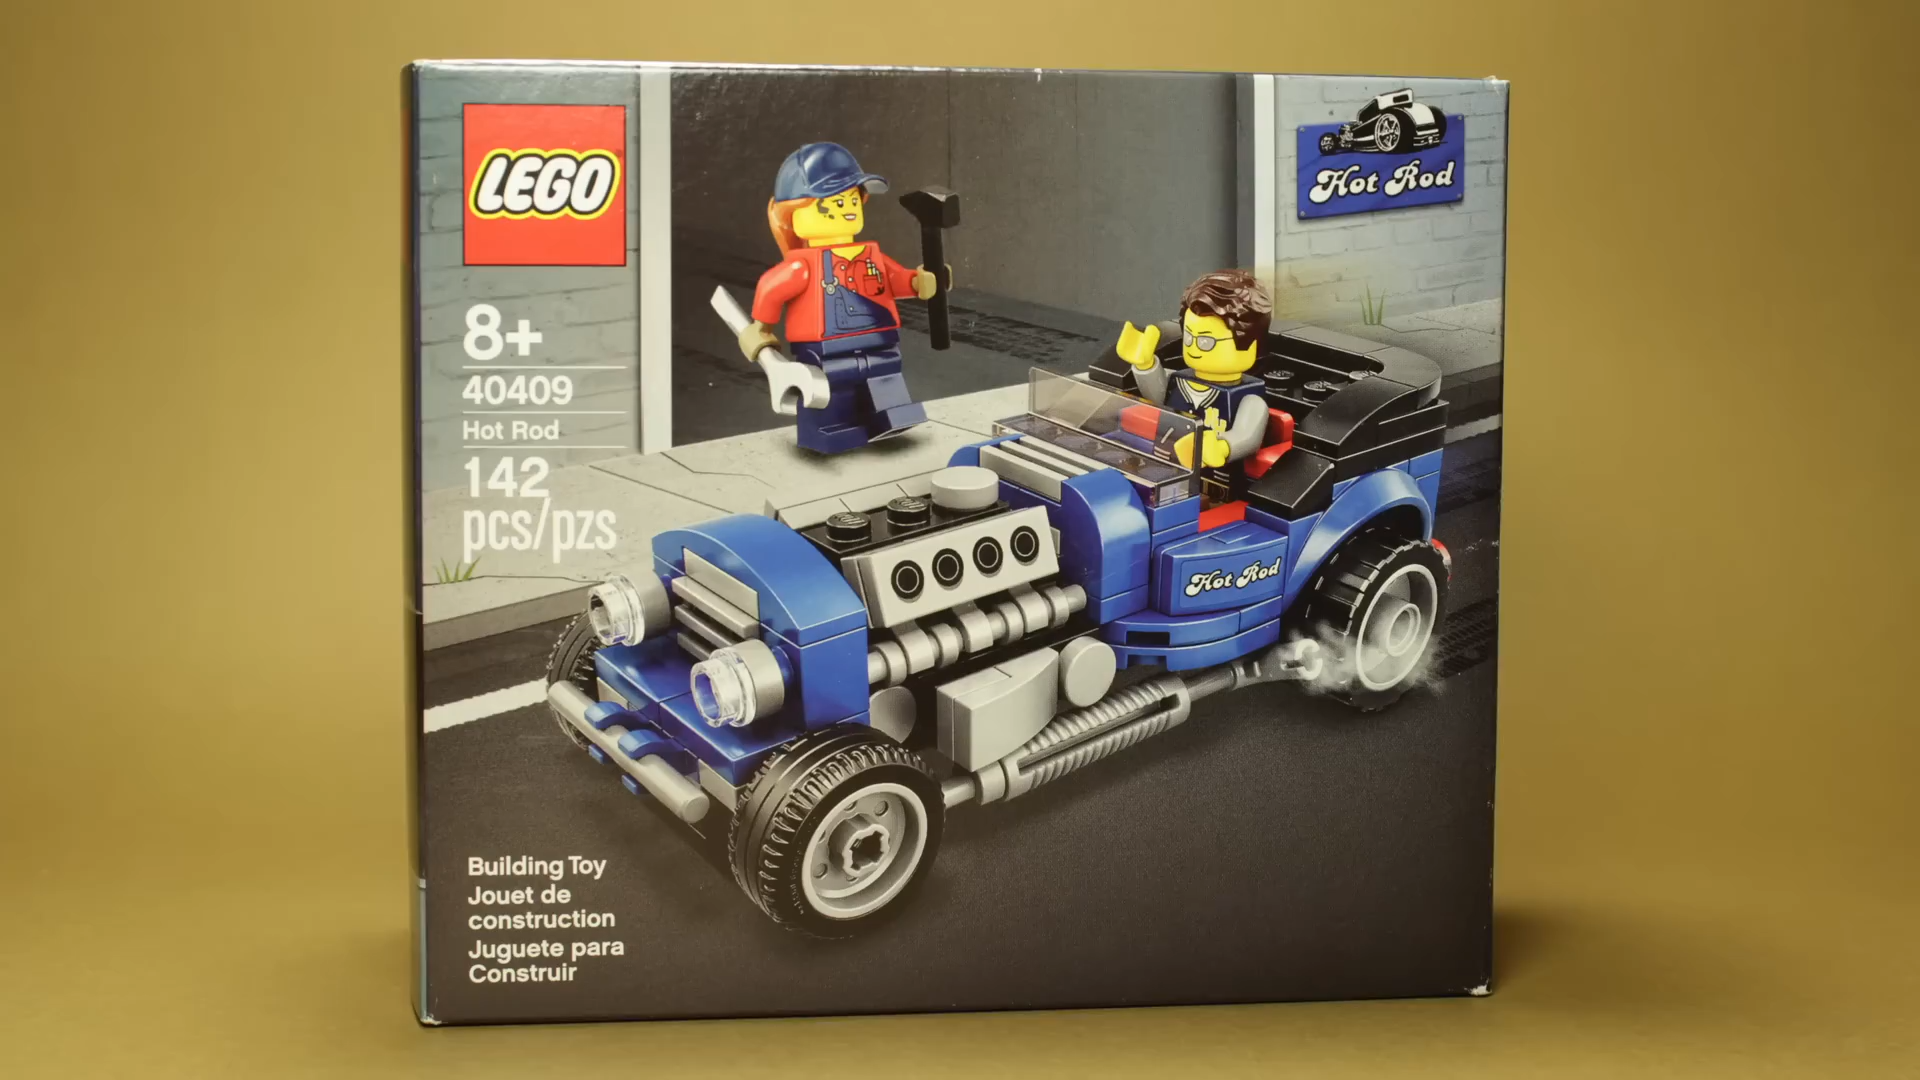 LEGO
8+
40409
Hot Rod
142
pcs/pzs
Hot Rod
Hot Rod
Building Toy
Jouet de
construction
Juguete para
Construir